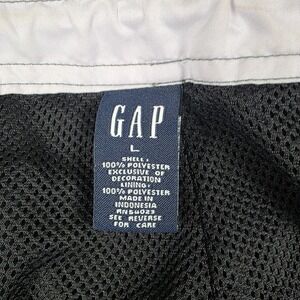 GAP
L
SHELL:
100% POLYESTER
EXCLUSIVE OF
DECORATION
LINING:
100% POLYESTER
MADE IN
INDONESIA
RN54023
SEE REVERSE
FOR CARE